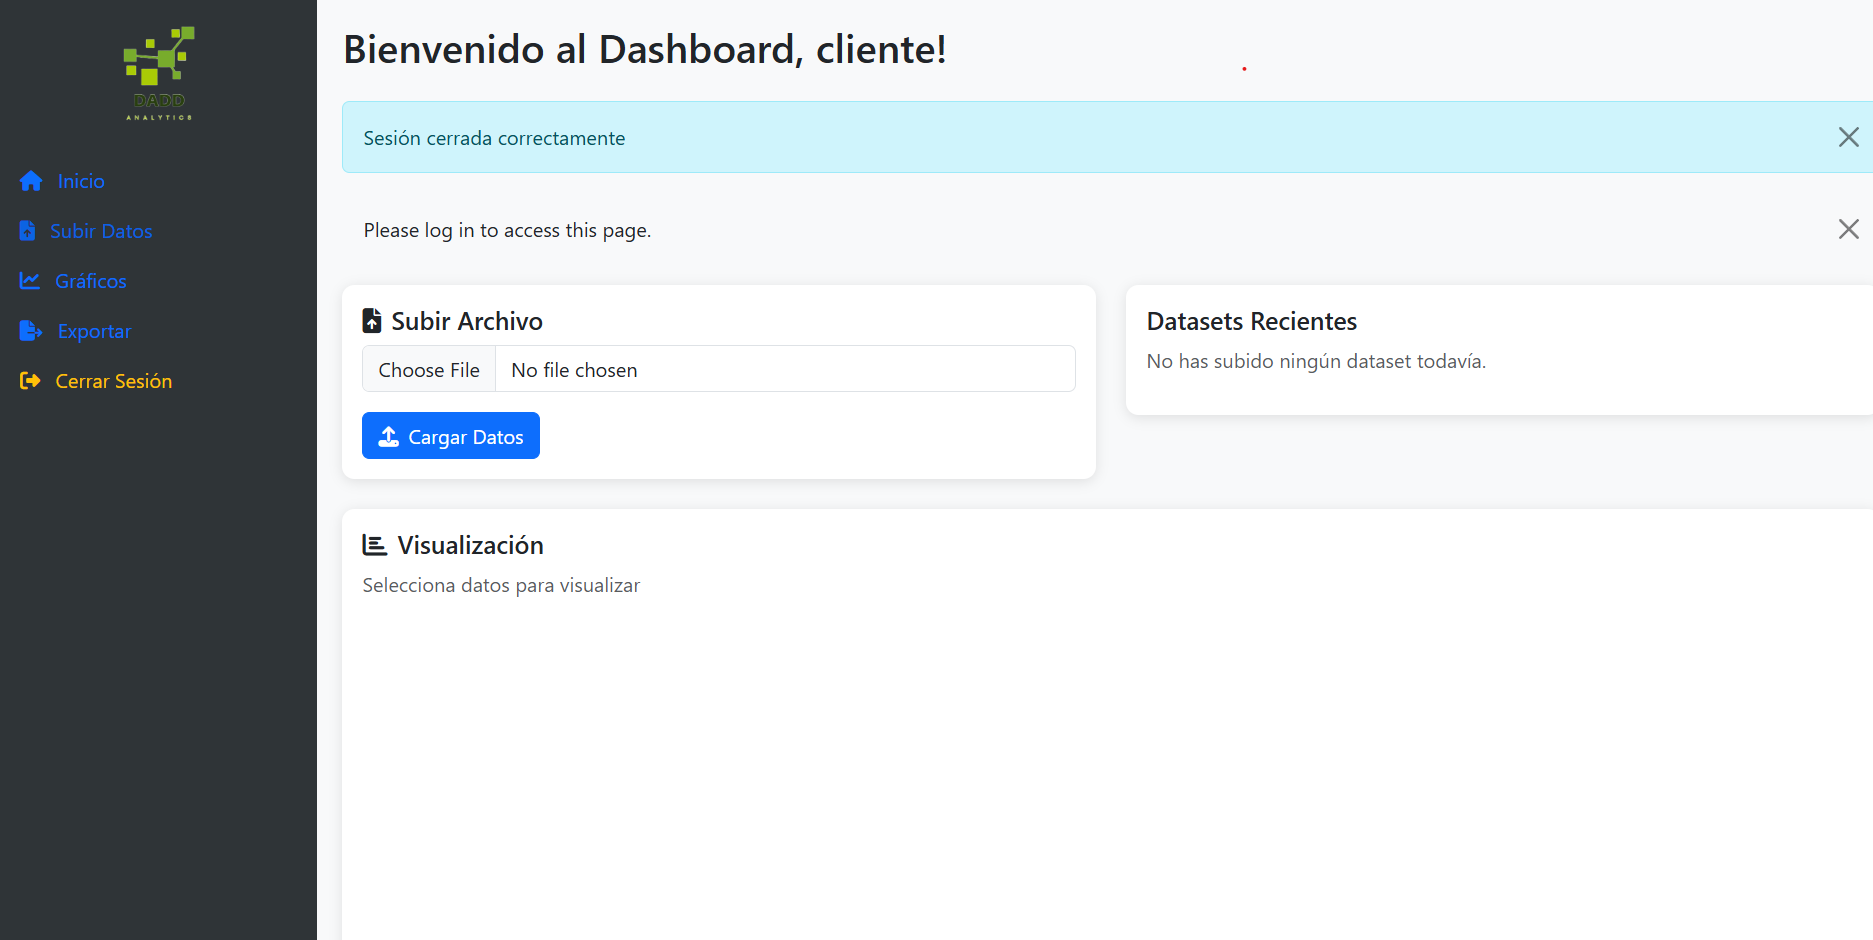 DADD
ANALYTICS
Inicio
Subir Datos
Gráficos
Exportar
Cerrar Sesión
Bienvenido al Dashboard, cliente!
Sesión cerrada correctamente
Please log in to access this page.
Subir Archivo
Choose File No file chosen
Cargar Datos
Datasets Recientes
No has subido ningún dataset todavía.
Visualización
Selecciona datos para visualizar